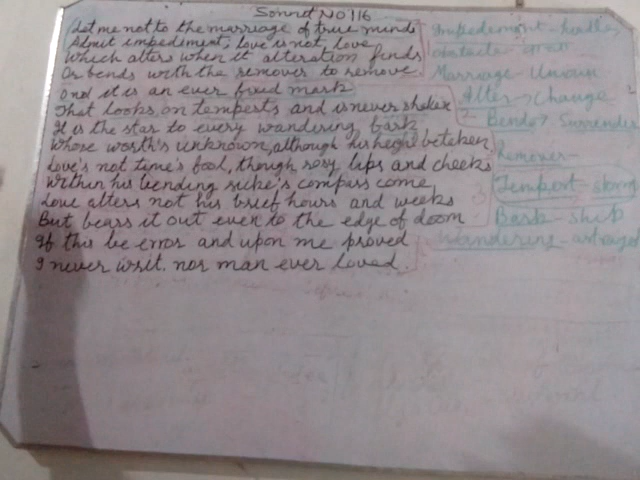 Sonnet No 116
Let me not to the marriage of true minds
Admit impediment, love is not love
Which alters when it alteration finds
Or bends with the remover to remove
O no! it is an ever fixed mark
That looks on tempests and is never shaken
It is the star to every wandering bark
Whose worth's unknown, although his height be taken
Love's not time's fool, though rosy lips and cheeks
Within his bending sickle's compass come
Love alters not his brief hours and weeks
But bears it out even to the edge of doom
If this be error and upon me proved
I never writ. nor man ever loved.
Impediment - hurdles
obstacle
Marriage - Union
Alter → Change
Bends → Surrender
Remover -
Tempest - storm
Bark - ship
Wandering -